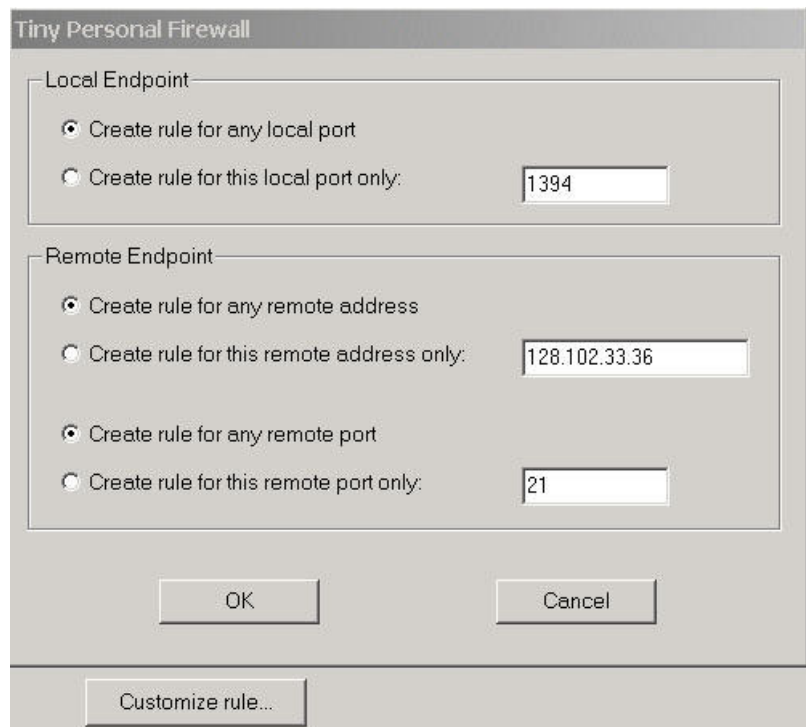 Tiny Personal Firewall
Local Endpoint
Create rule for any local port
Create rule for this local port only:
1394
Remote Endpoint
Create rule for any remote address
Create rule for this remote address only:
128.102.33.36
Create rule for any remote port
Create rule for this remote port only:
21
OK
Cancel
Customize rule...